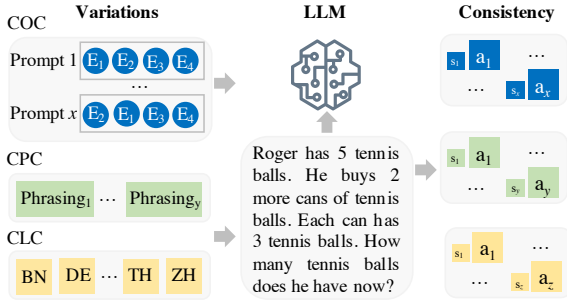 Variations
LLM
Consistency
COC
Prompt 1 E1 E2 E3 E4
...
Prompt x E2 E1 E3 E4
s1 a1 ...
... sx ax
CPC
Phrasing1 ... Phrasingy
Roger has 5 tennis
balls. He buys 2
more cans of tennis
balls. Each can has
3 tennis balls. How
many tennis balls
does he have now?
s1 a1 ...
... sy ay
CLC
BN DE ... TH ZH
s1 a1 ...
... sz az